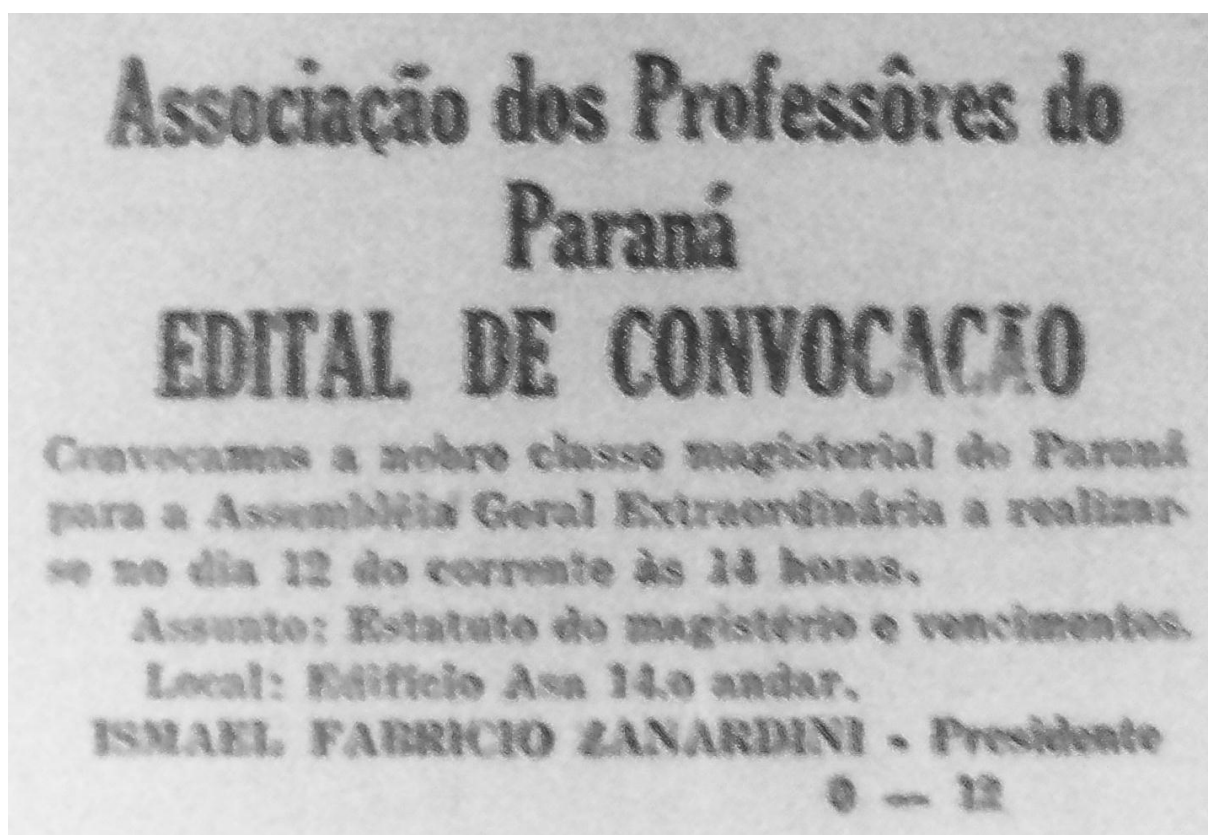 Associação dos Professôres do
Paraná
EDITAL DE CONVOCAÇÃO
Convocamos a nobre classe magisterial do Paraná
para a Assembléia Geral Extraordinária a realizar-
se no dia 12 do corrente às 14 horas.
Assunto: Estatuto do magistério e vencimentos.
Local: Edifício Asa 14.o andar.
ISMAEL FABRICIO ZANARDINI - Presidente
— 12